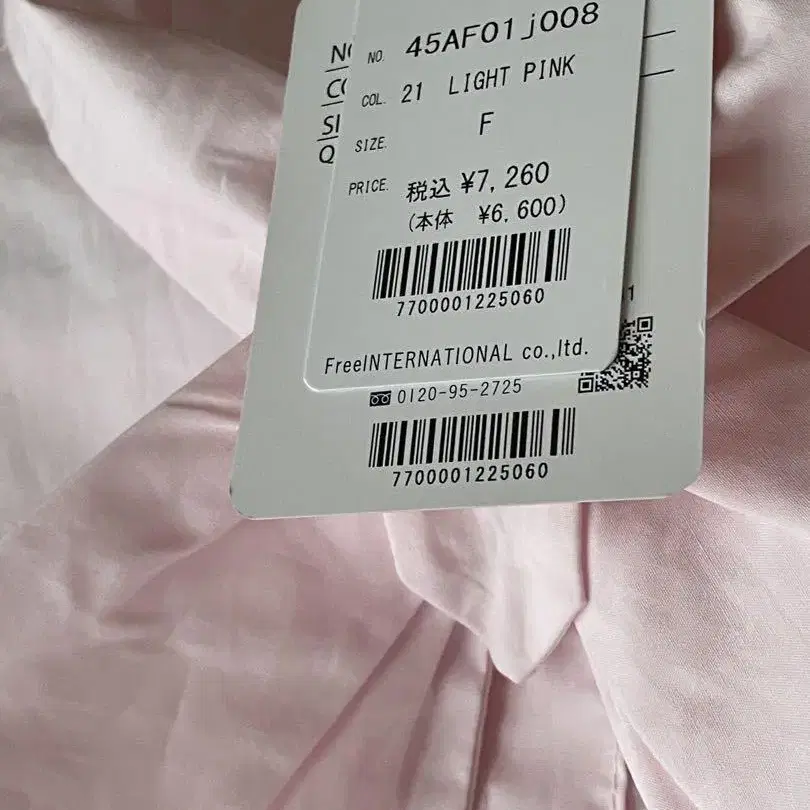 NO. 45AF01j008
COL. 21 LIGHT PINK
SIZE. F
PRICE. 税込 ¥7,260
(本体 ¥6,600)
7700001225060
FreeINTERNATIONAL co.,ltd.
0120-95-2725
7700001225060